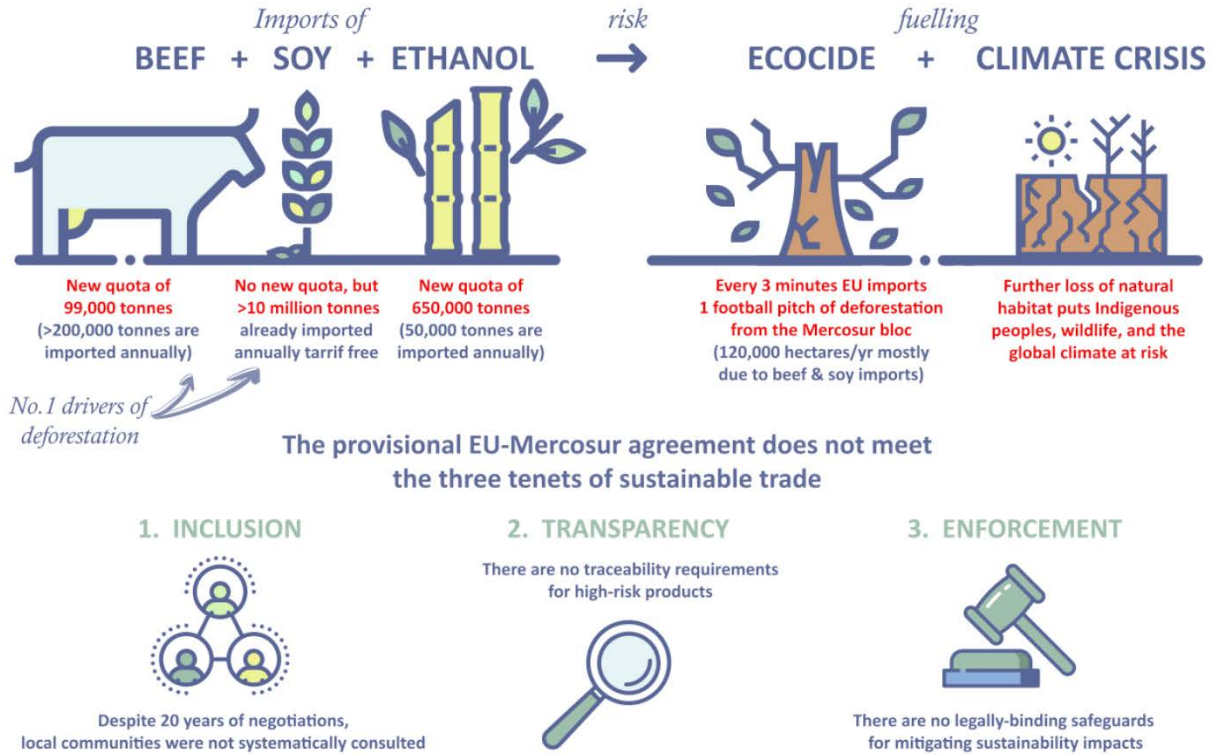 Imports of risk fuelling
BEEF + SOY + ETHANOL → ECOCIDE + CLIMATE CRISIS
New quota of
99,000 tonnes
(>200,000 tonnes are
imported annually)
No new quota, but
>10 million tonnes
already imported
annually tarrif free
New quota of
650,000 tonnes
(50,000 tonnes are
imported annually)
Every 3 minutes EU imports
1 football pitch of deforestation
from the Mercosur bloc
(120,000 hectares/yr mostly
due to beef & soy imports)
Further loss of natural
habitat puts Indigenous
peoples, wildlife, and the
global climate at risk
No.1 drivers of
deforestation
The provisional EU-Mercosur agreement does not meet
the three tenets of sustainable trade
1. INCLUSION
Despite 20 years of negotiations,
local communities were not systematically consulted
2. TRANSPARENCY
There are no traceability requirements
for high-risk products
3. ENFORCEMENT
There are no legally-binding safeguards
for mitigating sustainability impacts